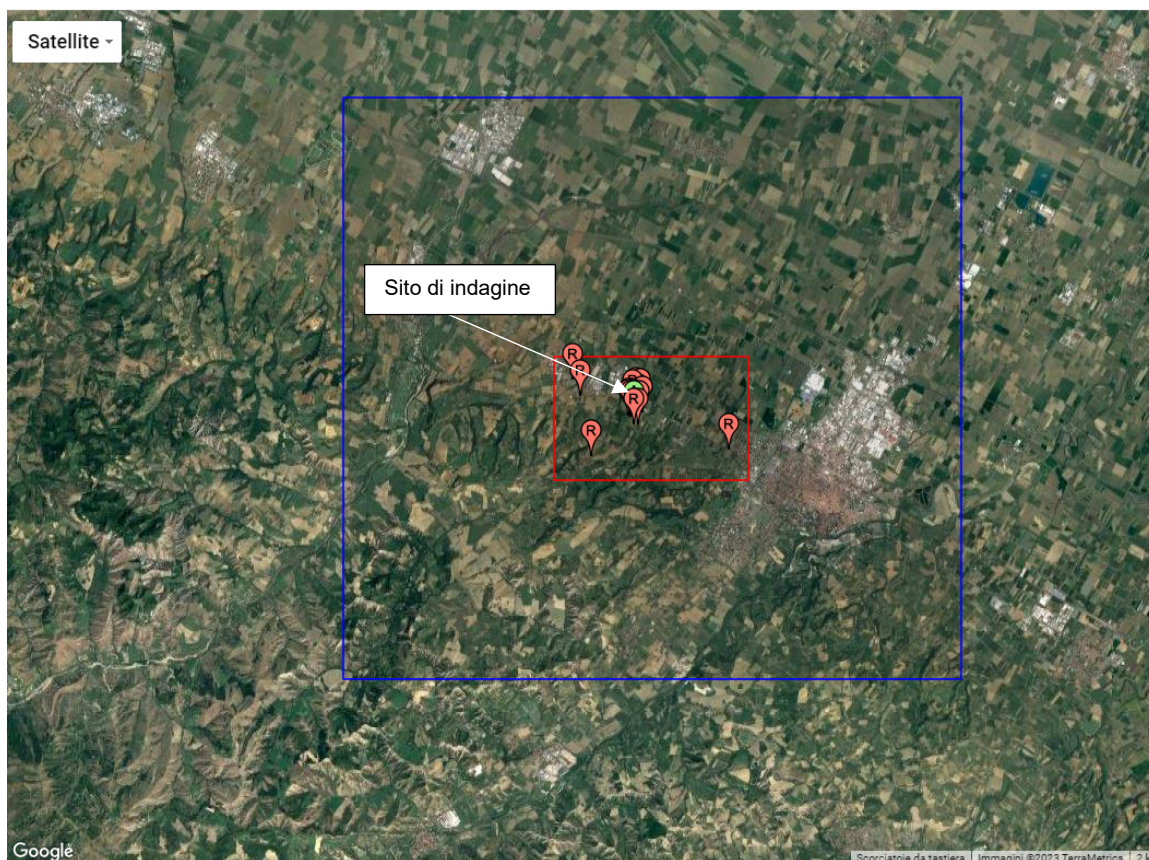 Satellite
Sito di indagine
R
R
R
R
R
Google
Scorciatoie da tastiera
Immagini ©2023 TerraMetrics